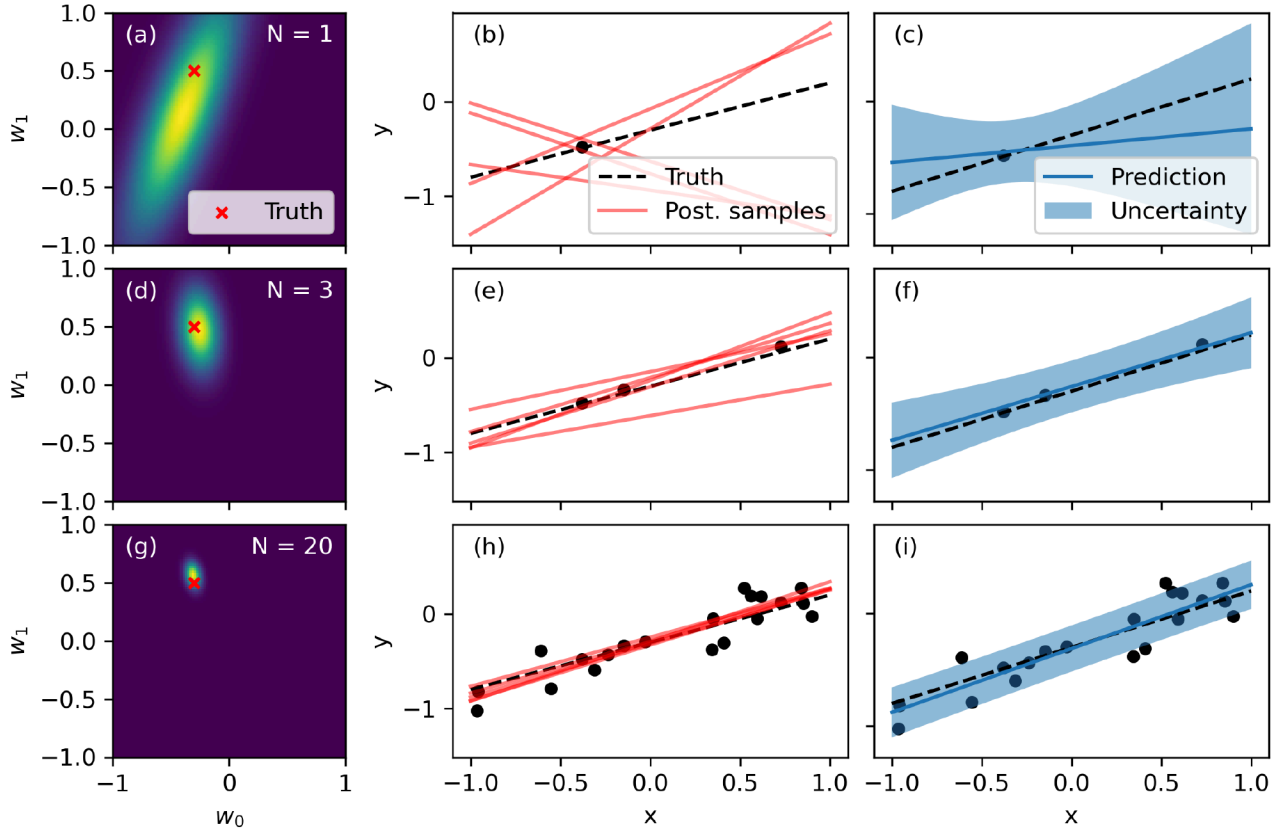 (a) N = 1
1.0
0.5
0.0
−0.5
−1.0
w1
Truth
(b)
0
−1
y
Truth
Post. samples
(c)
Prediction
Uncertainty
(d) N = 3
1.0
0.5
0.0
−0.5
−1.0
w1
(e)
0
−1
y
(f)
(g) N = 20
1.0
0.5
0.0
−0.5
−1.0
w1
−1 0 1
w0
(h)
0
−1
y
−1.0 −0.5 0.0 0.5 1.0
x
(i)
−1.0 −0.5 0.0 0.5 1.0
x